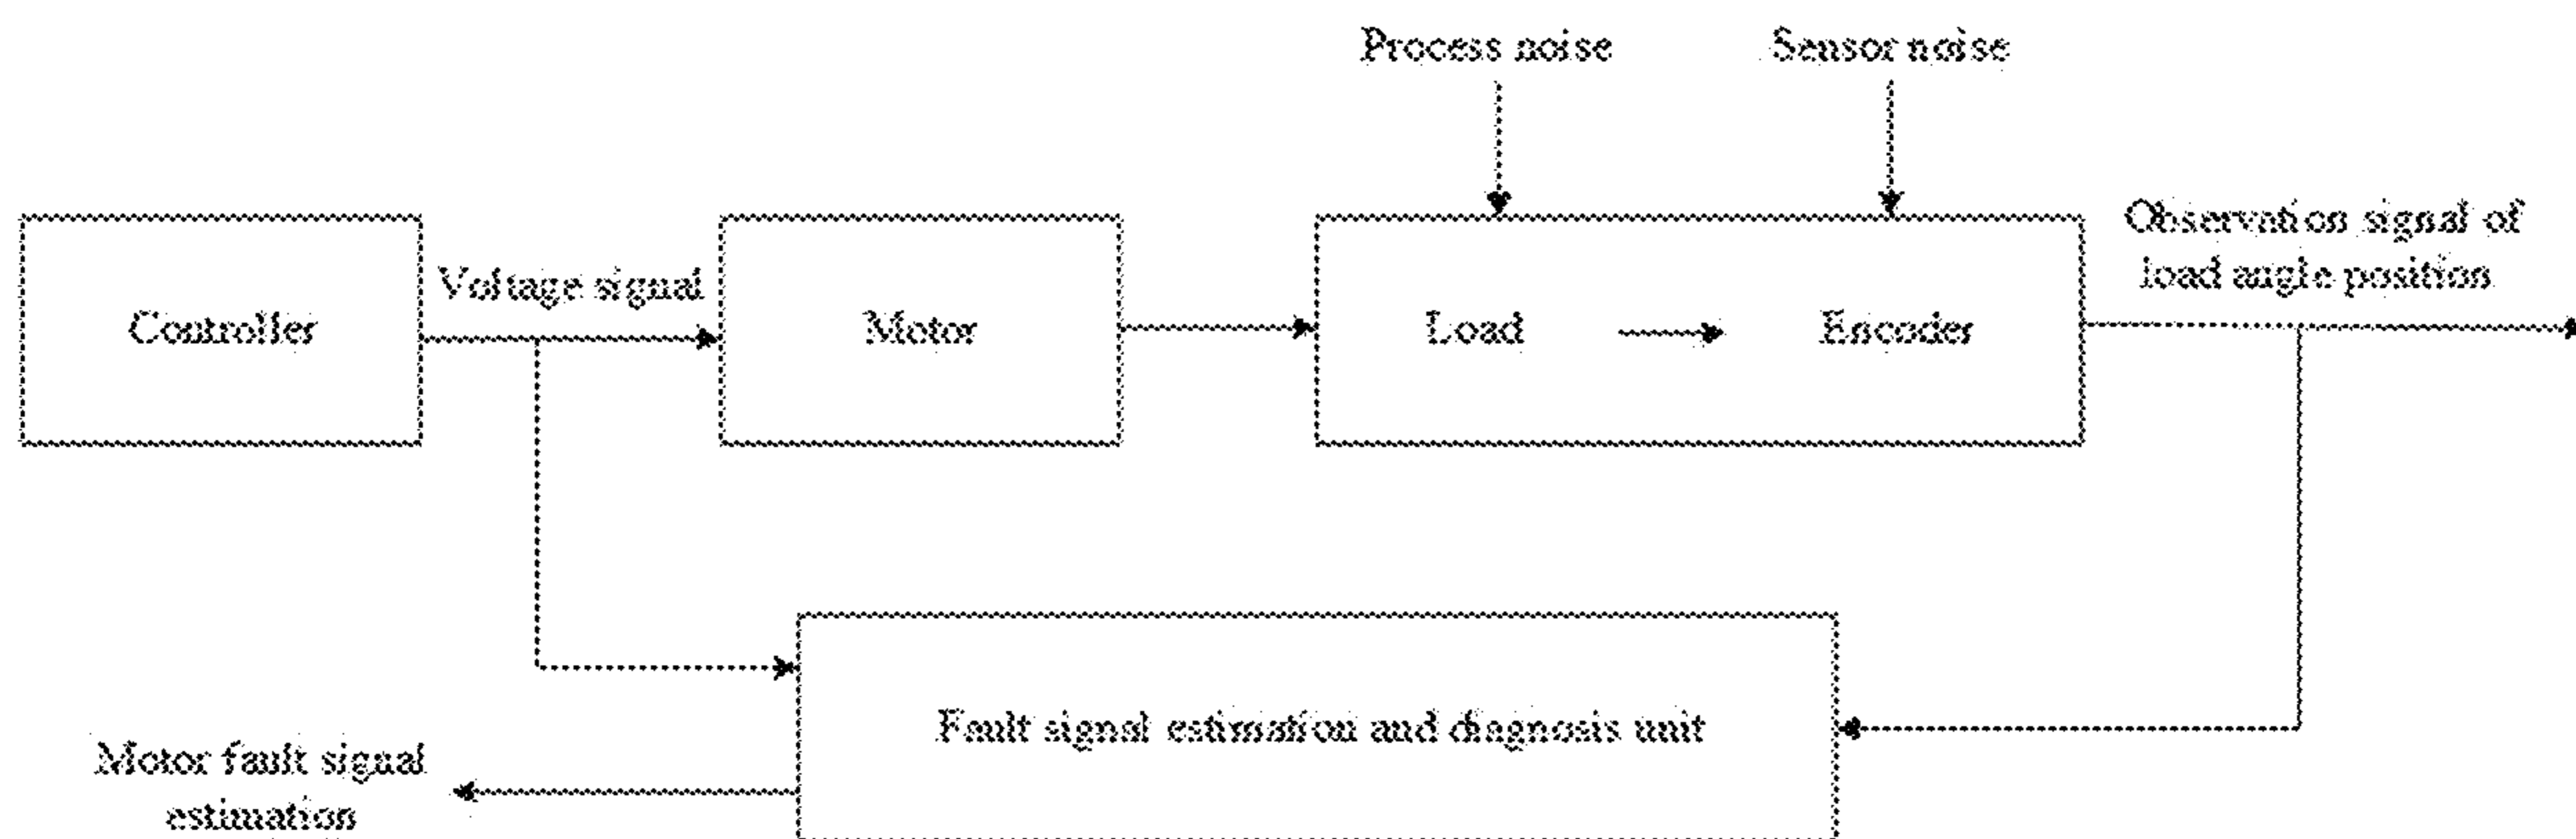 Process noise
Sensor noise
Observation signal of
load angle position
Voltage signal
Controller
Motor
Load
Encoder
Fault signal estimation and diagnosis unit
Motor fault signal
estimation